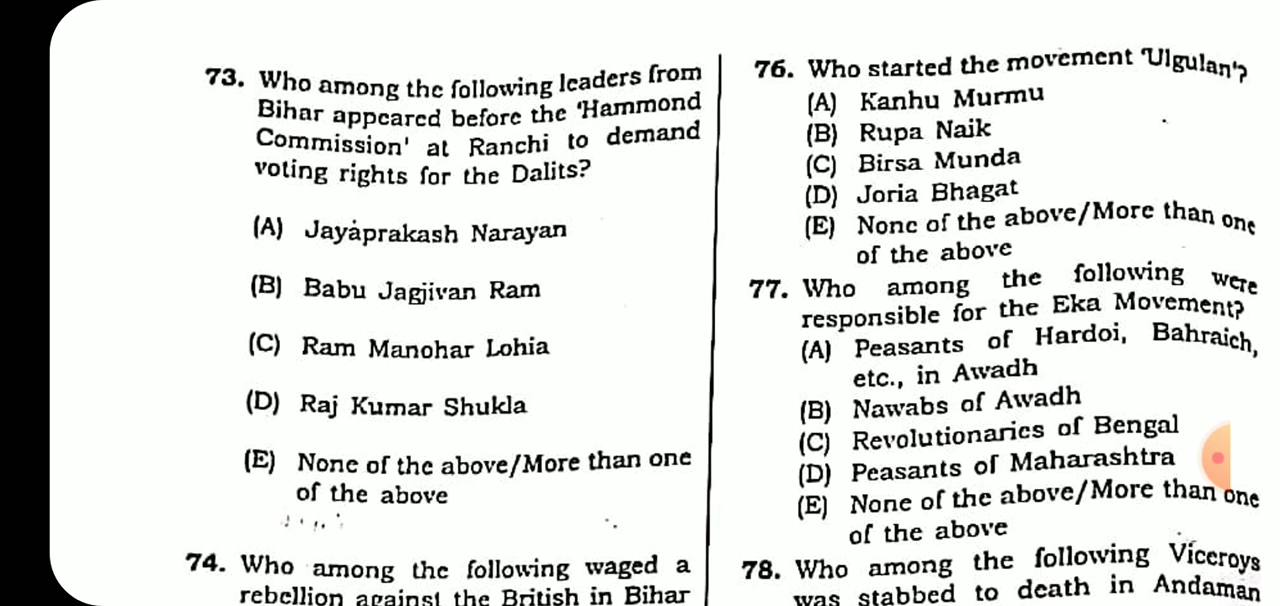 73. Who among the following leaders from
Bihar appeared before the 'Hammond
Commission' at Ranchi to demand
voting rights for the Dalits?
(A) Jayaprakash Narayan
(B) Babu Jagjivan Ram
(C) Ram Manohar Lohia
(D) Raj Kumar Shukla
(E) None of the above/More than one
of the above
74. Who among the following waged a
rebellion against the British in Bihar
76. Who started the movement 'Ulgulan'?
(A) Kanhu Murmu
(B) Rupa Naik
(C) Birsa Munda
(D) Joria Bhagat
(E) None of the above/More than one
of the above
77. Who among the following were
responsible for the Eka Movement?
(A) Peasants of Hardoi, Bahraich,
etc., in Awadh
(B) Nawabs of Awadh
(C) Revolutionaries of Bengal
(D) Peasants of Maharashtra
(E) None of the above/More than one
of the above
78. Who among the following Viceroys
was stabbed to death in Andaman